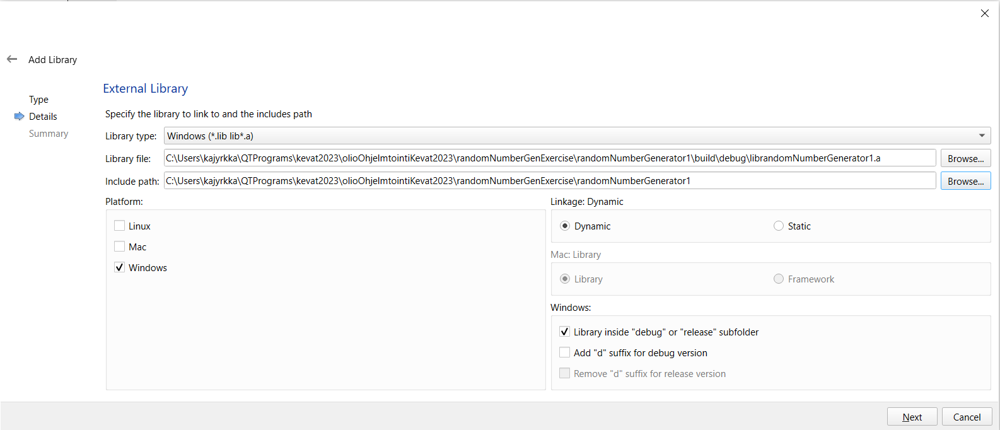 Add Library
Type
Details
Summary
External Library
Specify the library to link to and the includes path
Library type: Windows (*.lib lib*.a)
Library file: C:\Users\kajyrkka\QTPrograms\kevat2023\olioOhjelmtointiKevat2023\randomNumberGenExercise\randomNumberGenerator1\build\debug\librandomNumberGenerator1.a Browse...
Include path: C:\Users\kajyrkka\QTPrograms\kevat2023\olioOhjelmtointiKevat2023\randomNumberGenExercise\randomNumberGenerator1 Browse...
Platform:
Linux
Mac
Windows
Linkage: Dynamic
Dynamic Static
Mac: Library
Library Framework
Windows:
Library inside "debug" or "release" subfolder
Add "d" suffix for debug version
Remove "d" suffix for release version
Next Cancel